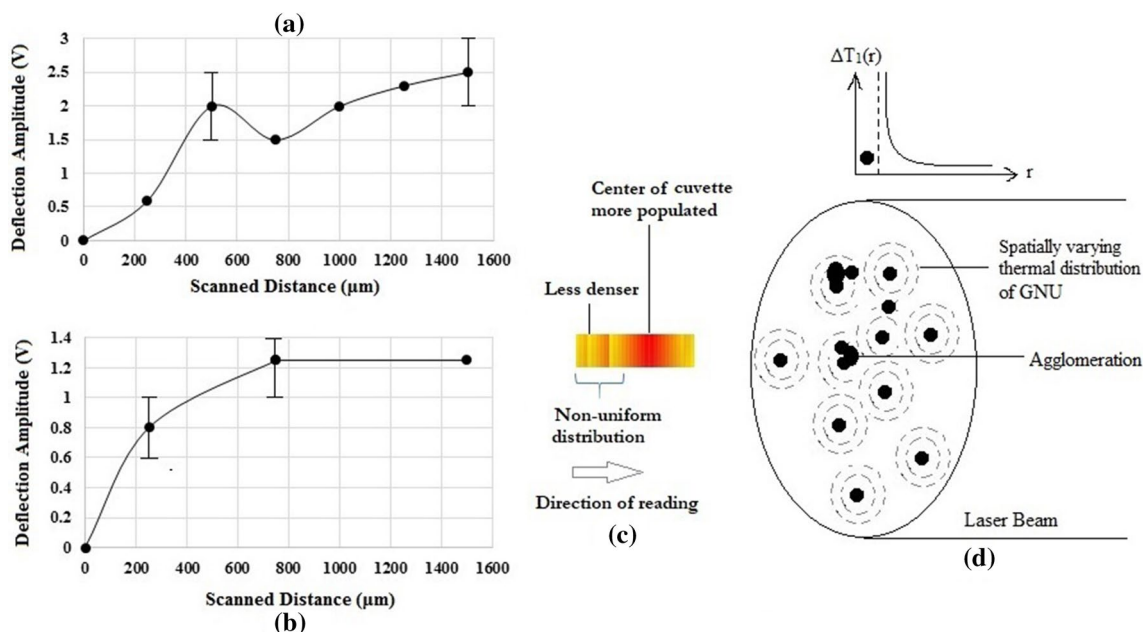 (a)
Deflection Amplitude (V)
3
2.5
2
1.5
1
0.5
0
0 200 400 600 800 1000 1200 1400 1600
Scanned Distance (µm)
Deflection Amplitude (V)
1.4
1.2
1
0.8
0.6
0.4
0.2
0
0 200 400 600 800 1000 1200 1400 1600
Scanned Distance (µm)
(b)
Center of cuvette
more populated
Less denser
Non-uniform
distribution
Direction of reading
(c)
ΔT₁(r)
r
Spatially varying
thermal distribution
of GNU
Agglomeration
Laser Beam
(d)